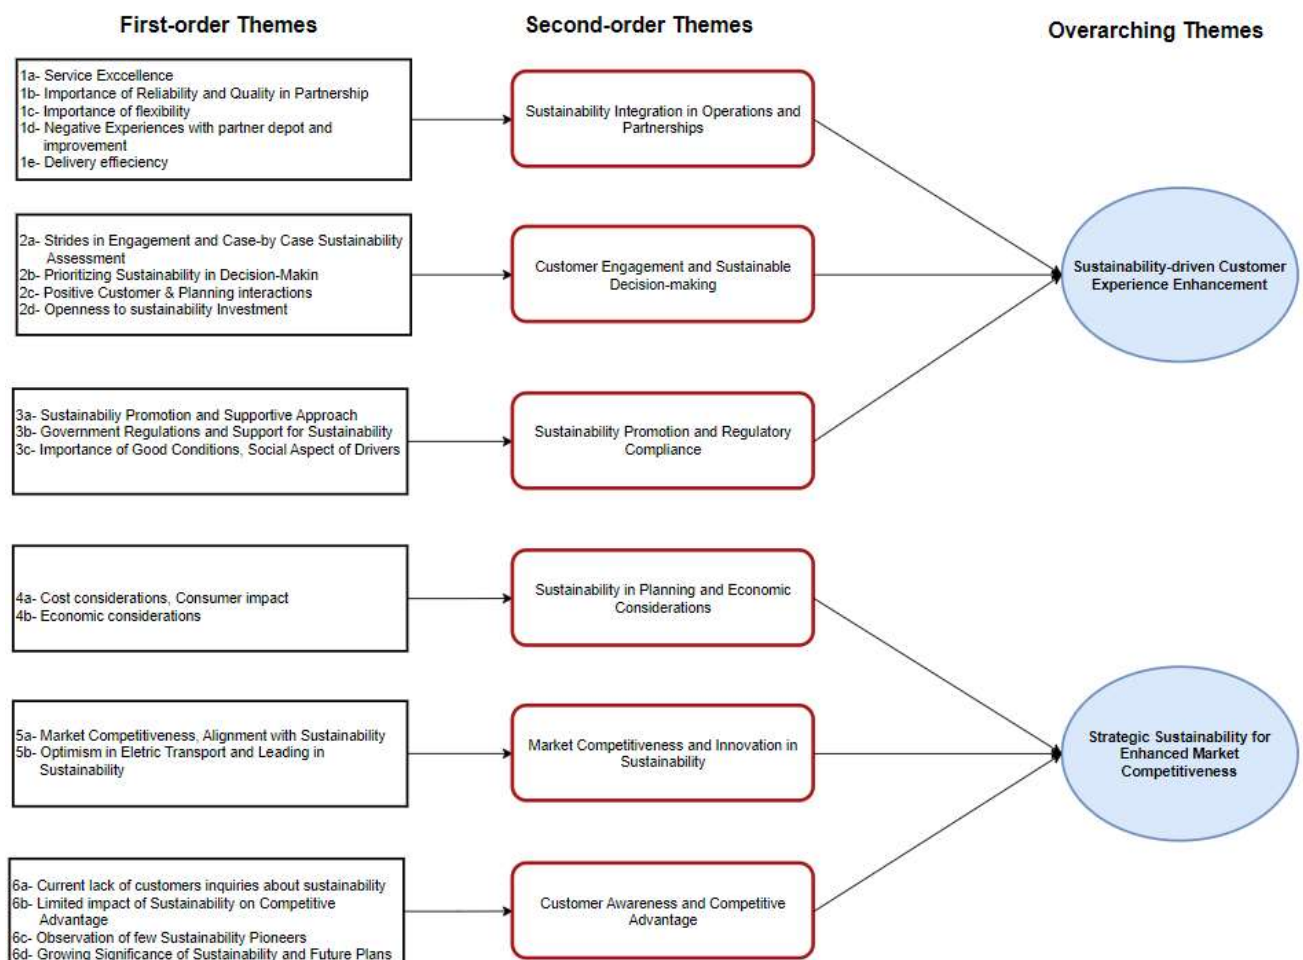 First-order Themes
Second-order Themes
Overarching Themes
1a- Service Exccellence
1b- Importance of Reliability and Quality in Partnership
1c- Importance of flexibility
1d- Negative Experiences with partner depot and
improvement
1e- Delivery effieciency
Sustainability Integration in Operations and
Partnerships
2a- Strides in Engagement and Case-by Case Sustainability
Assessment
2b- Prioritizing Sustainability in Decision-Makin
2c- Positive Customer & Planning interactions
2d- Openness to sustainability Investment
Customer Engagement and Sustainable
Decision-making
Sustainability-driven Customer
Experience Enhancement
3a- Sustainabiliy Promotion and Supportive Approach
3b- Government Regulations and Support for Sustainability
3c- Importance of Good Conditions, Social Aspect of Drivers
Sustainability Promotion and Regulatory
Compliance
4a- Cost considerations, Consumer impact
4b- Economic considerations
Sustainability in Planning and Economic
Considerations
5a- Market Competitiveness, Alignment with Sustainability
5b- Optimism in Eletric Transport and Leading in
Sustainability
Market Competitiveness and Innovation in
Sustainability
Strategic Sustainability for
Enhanced Market
Competitiveness
6a- Current lack of customers inquiries about sustainability
6b- Limited impact of Sustainability on Competitive
Advantage
6c- Observation of few Sustainability Pioneers
6d- Growing Significance of Sustainability and Future Plans
Customer Awareness and Competitive
Advantage